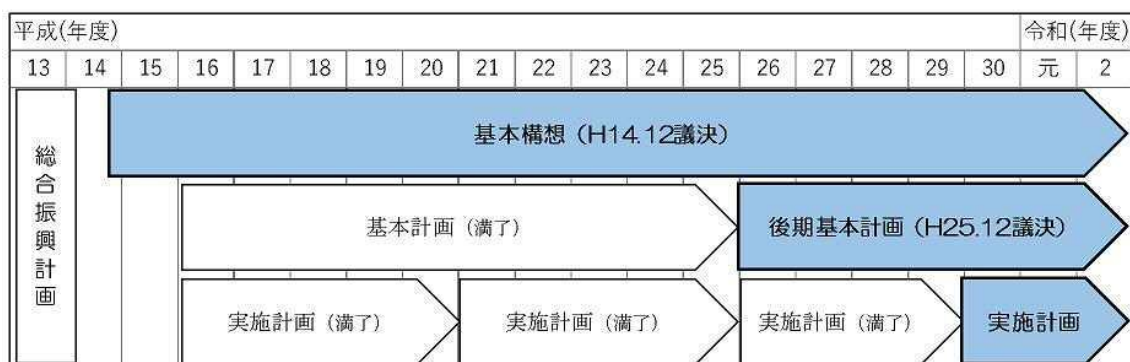 平成(年度) 令和(年度)
13 14 15 16 17 18 19 20 21 22 23 24 25 26 27 28 29 30 元 2
総合振興計画
基本構想（H14.12議決）
基本計画（満了） 後期基本計画（H25.12議決）
実施計画（満了） 実施計画（満了） 実施計画（満了） 実施計画